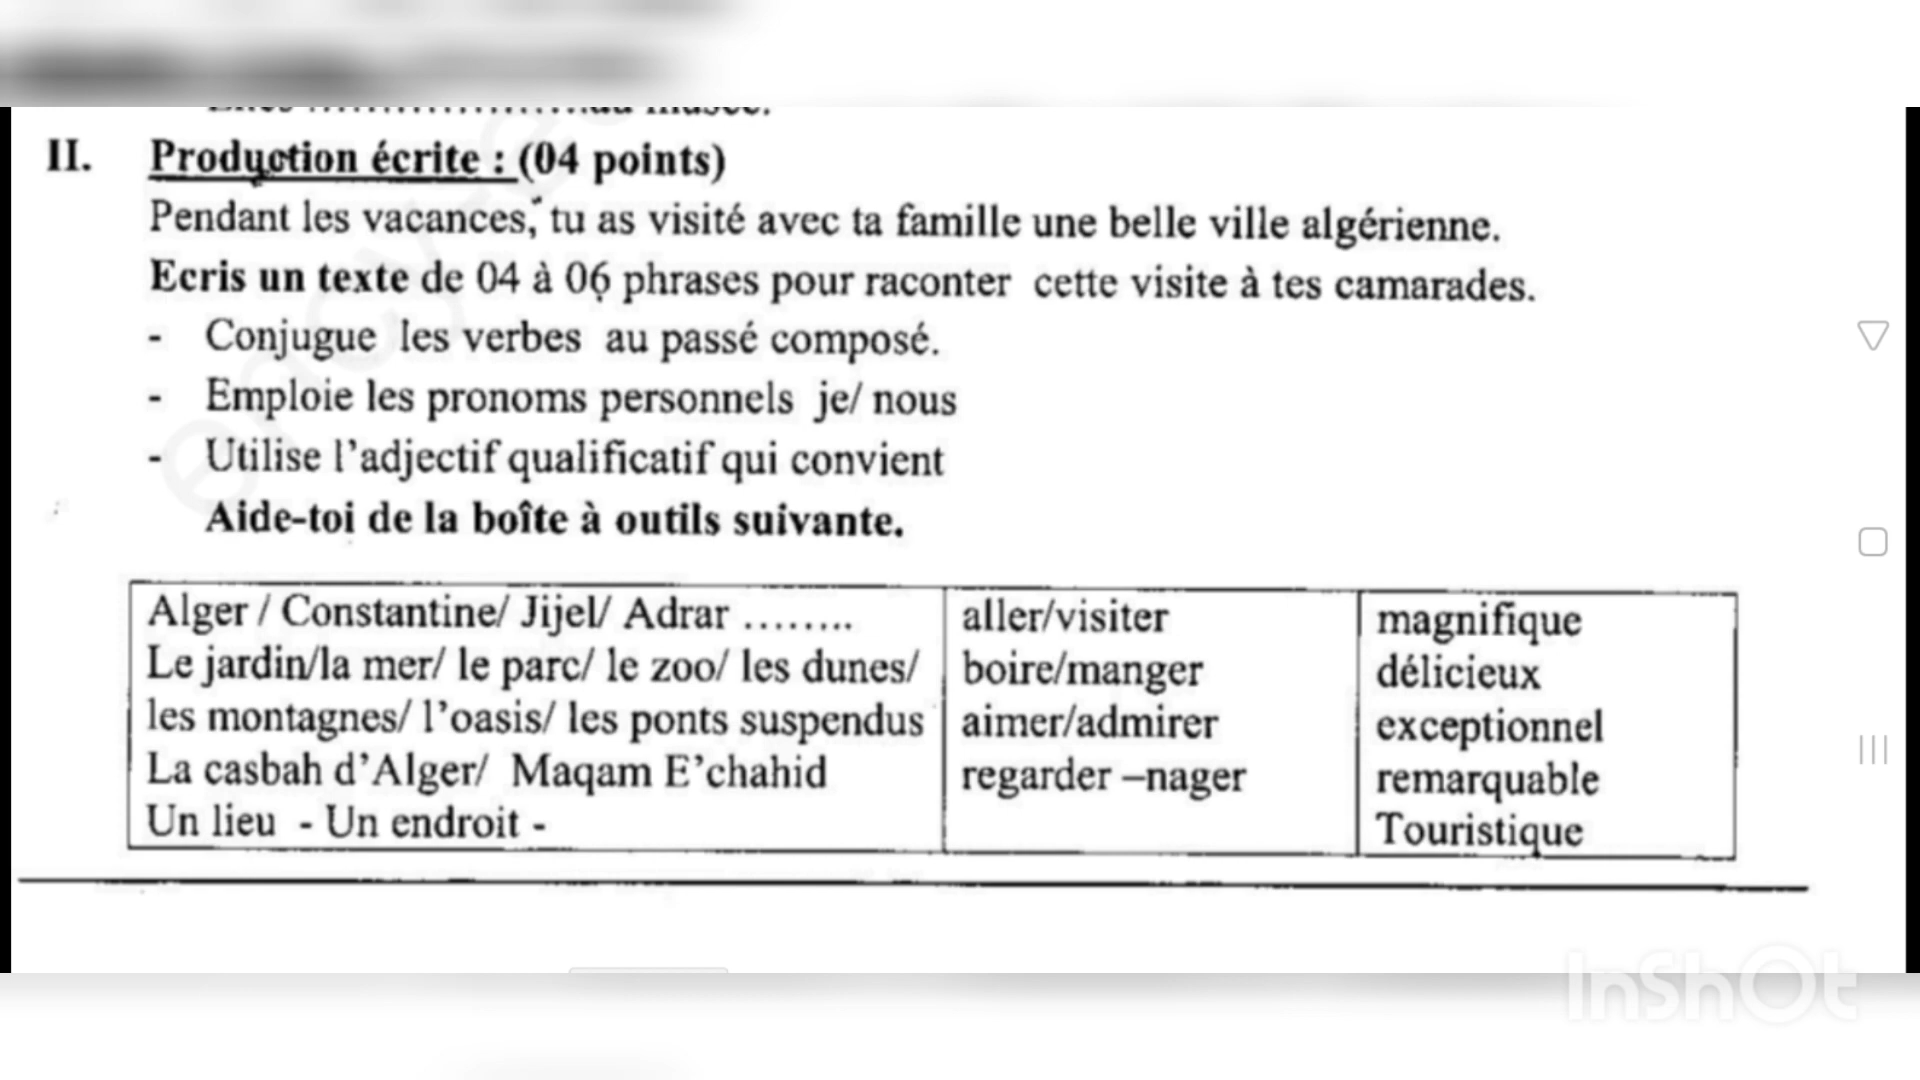 du musée.
II. Production écrite : (04 points)
Pendant les vacances, tu as visité avec ta famille une belle ville algérienne.
Ecris un texte de 04 à 06 phrases pour raconter cette visite à tes camarades.
- Conjugue les verbes au passé composé.
- Emploie les pronoms personnels je/ nous
- Utilise l’adjectif qualificatif qui convient
Aide-toi de la boîte à outils suivante.
Alger / Constantine/ Jijel/ Adrar ........
Le jardin/la mer/ le parc/ le zoo/ les dunes/
les montagnes/ l’oasis/ les ponts suspendus
La casbah d’Alger/ Maqam E’chahid
Un lieu - Un endroit -
aller/visiter
boire/manger
aimer/admirer
regarder –nager
magnifique
délicieux
exceptionnel
remarquable
Touristique
InShOt